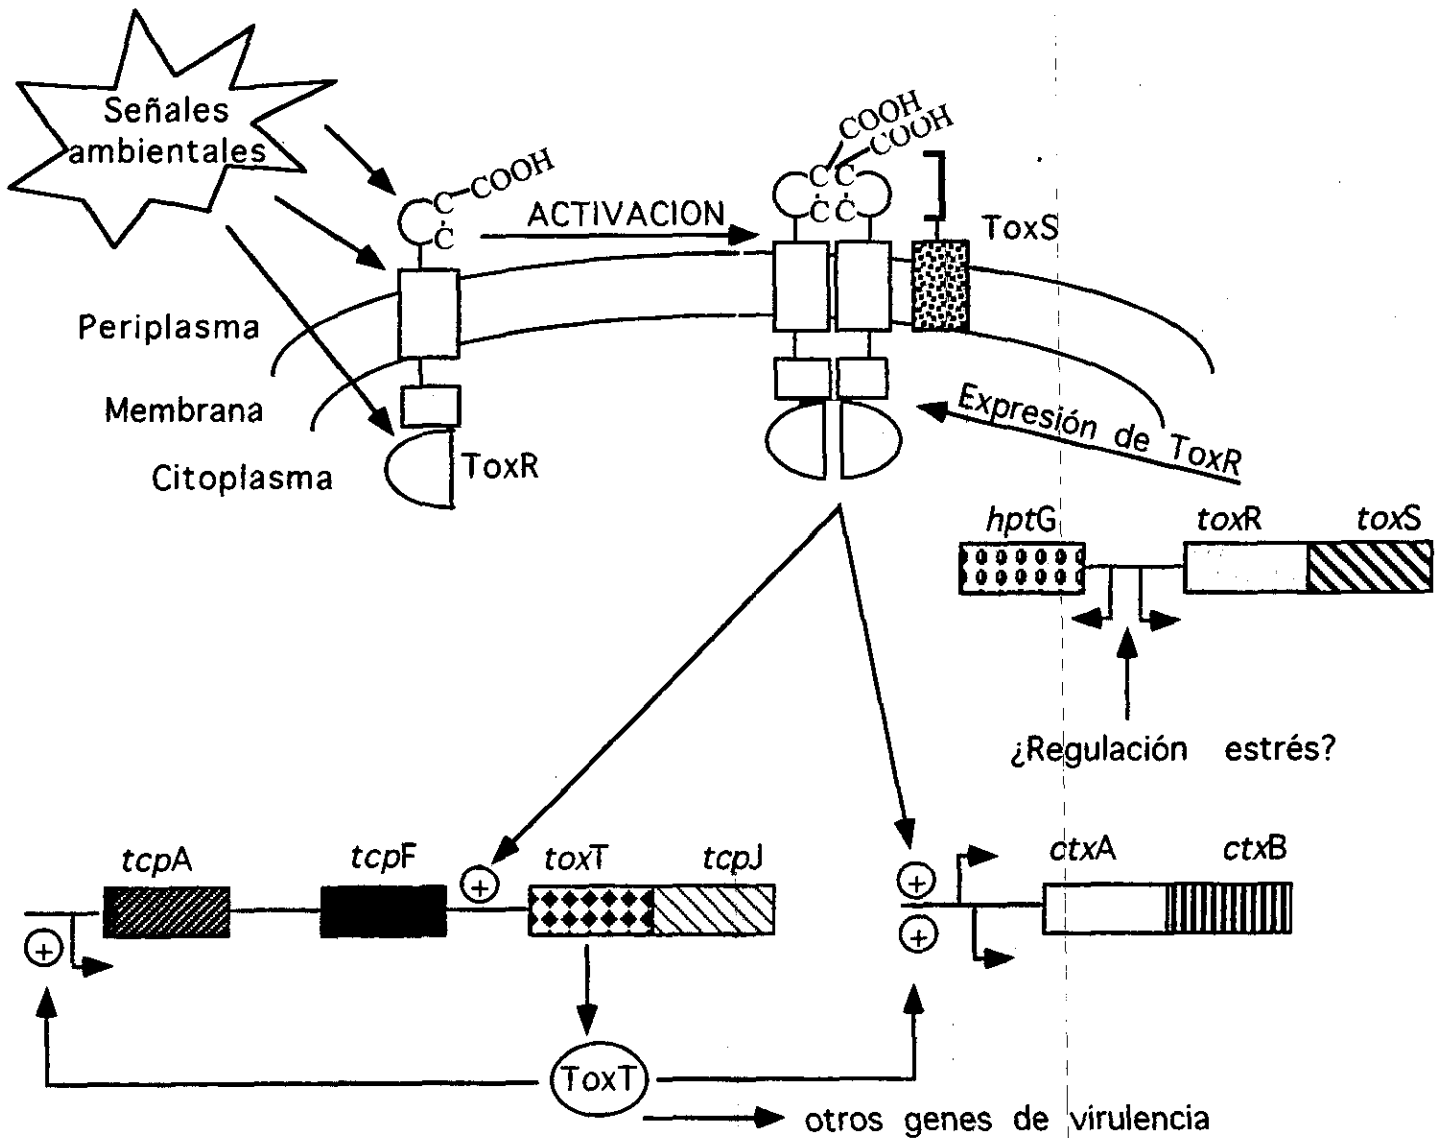 Señales
ambientales
C-COOH
C
ACTIVACION
COOH
COOH
C C
C C
ToxS
Periplasma
Membrana
Citoplasma
ToxR
Expresión de ToxR
hptG
toxR
toxS
¿Regulación estrés?
tcpA
tcpF
toxT
tcpJ
ctxA
ctxB
+
+
+
+
ToxT
otros genes de virulencia